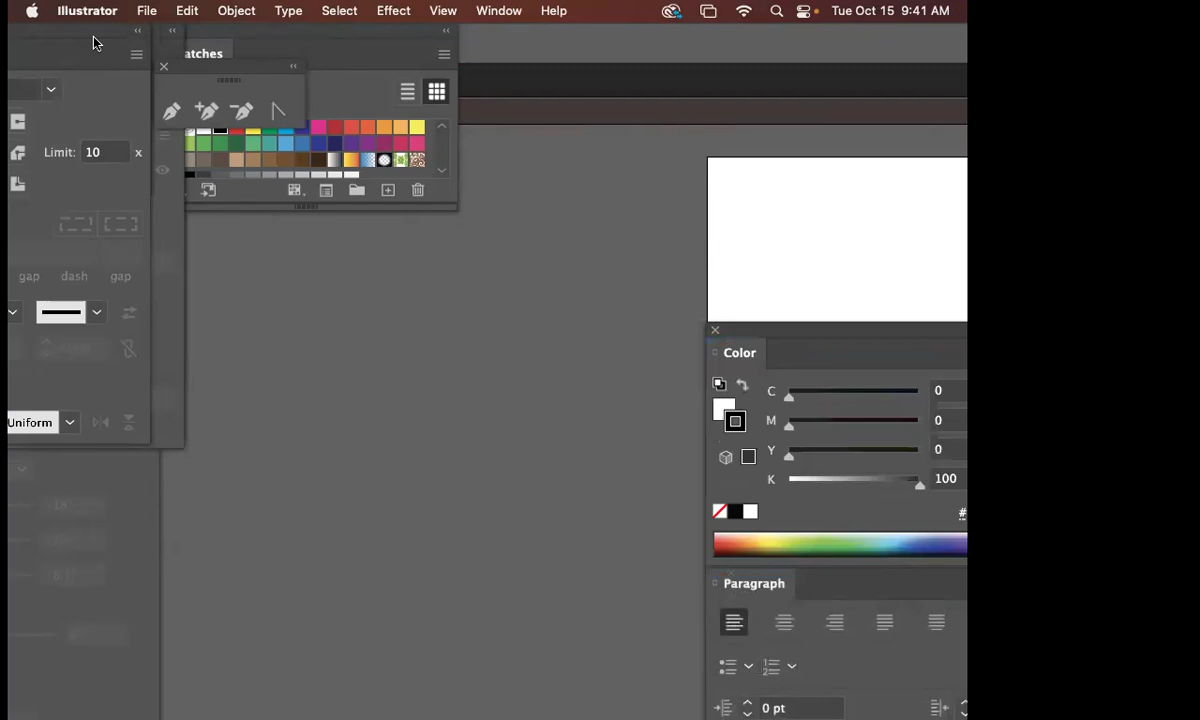 Illustrator File Edit Object Type Select Effect View Window Help Tue Oct 15 9:41 AM
atches
Limit: 10 x
gap dash gap
Uniform
Color
C 0
M 0
Y 0
K 100
#
Paragraph
0 pt